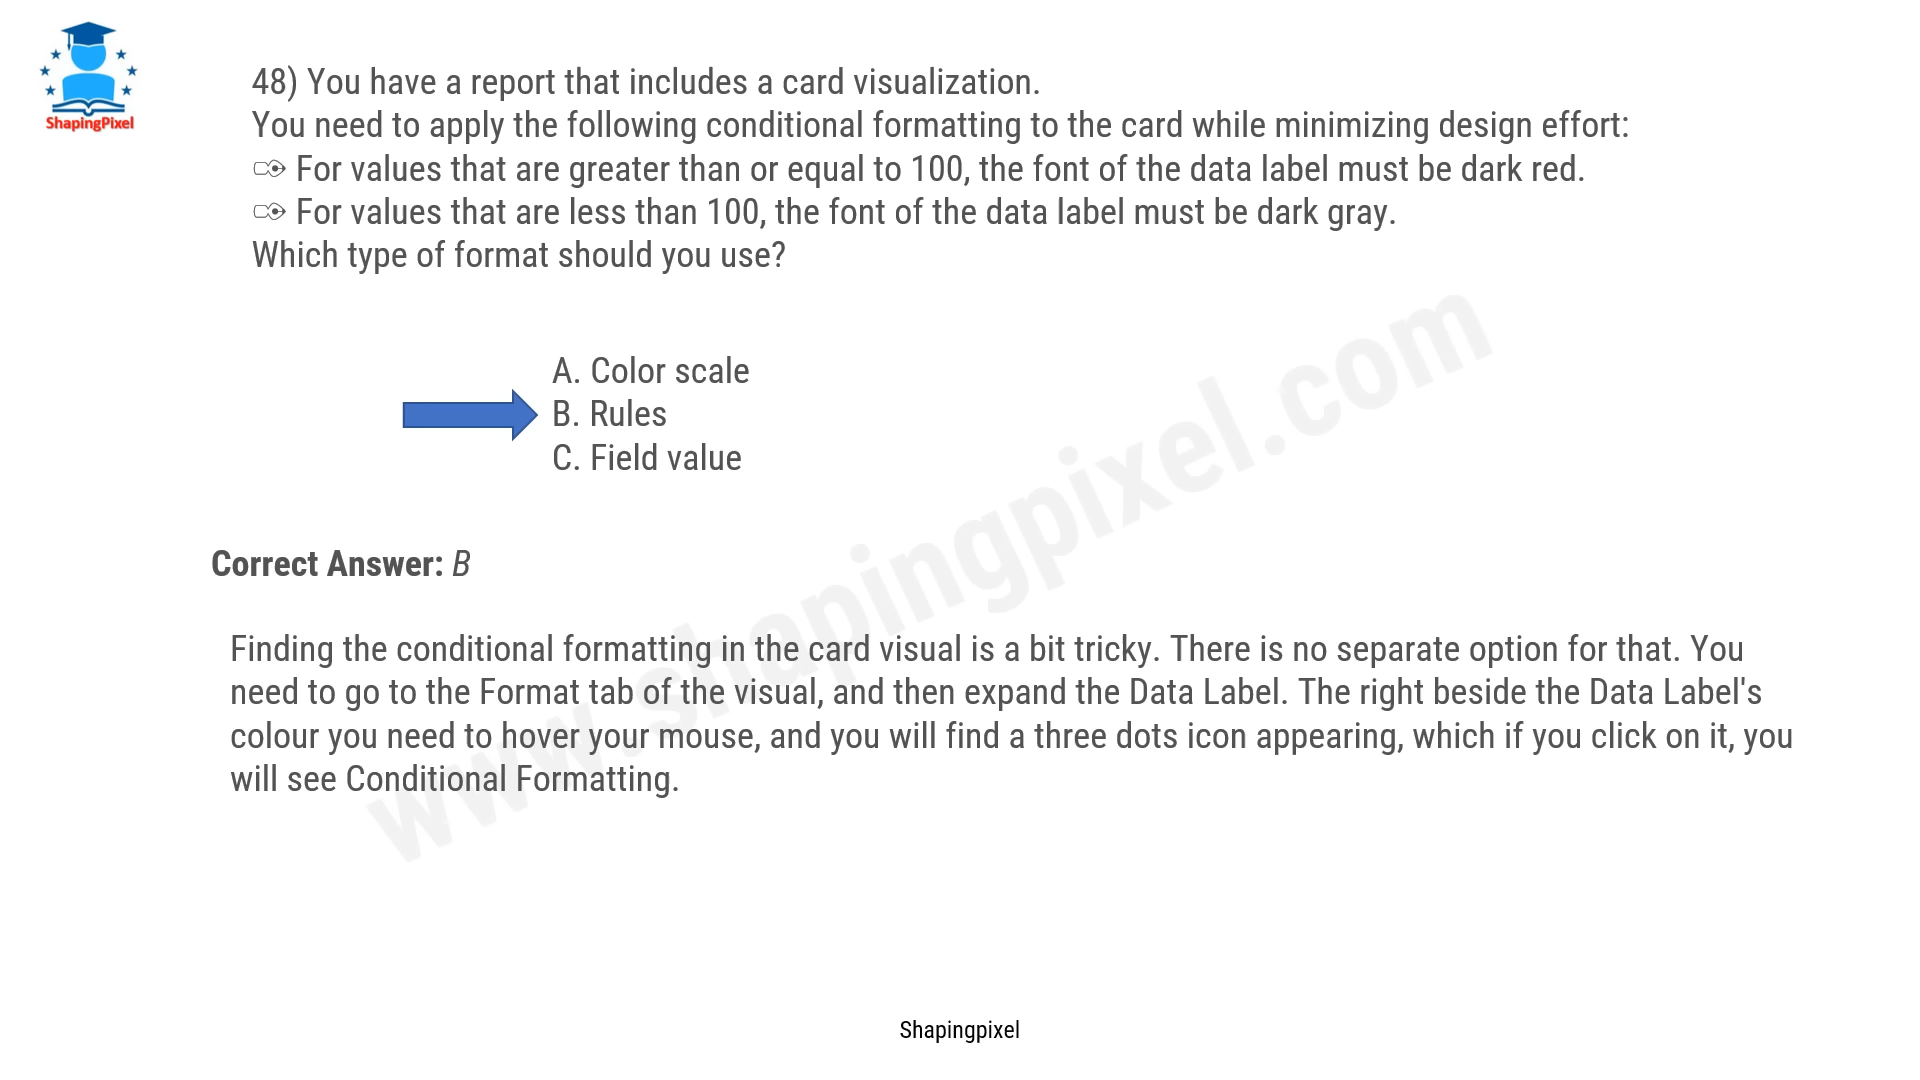 ShapingPixel
48) You have a report that includes a card visualization.
You need to apply the following conditional formatting to the card while minimizing design effort:
For values that are greater than or equal to 100, the font of the data label must be dark red.
For values that are less than 100, the font of the data label must be dark gray.
Which type of format should you use?
A. Color scale
B. Rules
C. Field value
Correct Answer: B
Finding the conditional formatting in the card visual is a bit tricky. There is no separate option for that. You
need to go to the Format tab of the visual, and then expand the Data Label. The right beside the Data Label's
colour you need to hover your mouse, and you will find a three dots icon appearing, which if you click on it, you
will see Conditional Formatting.
www.shapingpixel.com
Shapingpixel